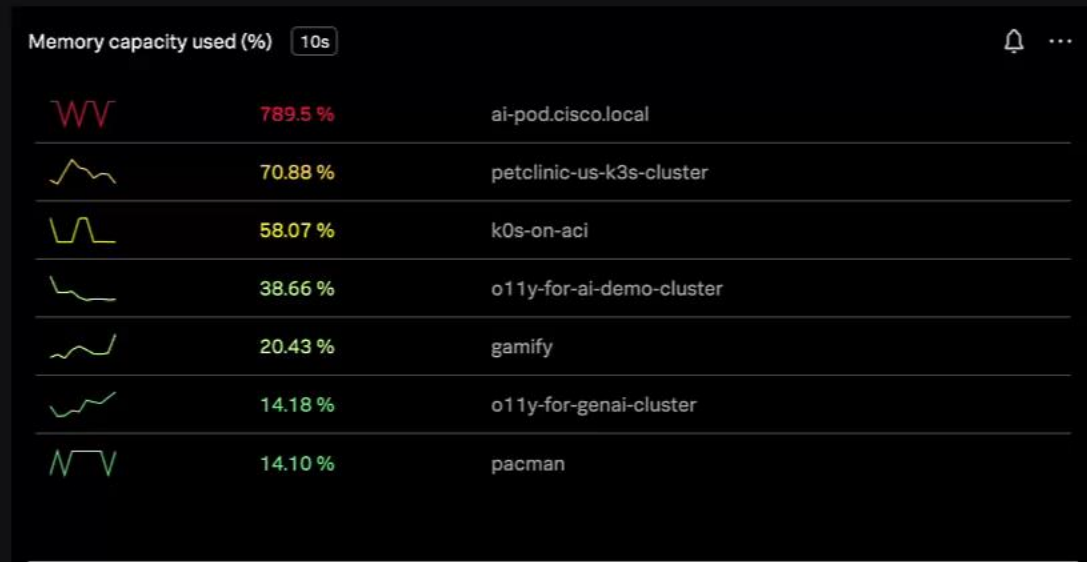 Memory capacity used (%) 10s
789.5 % ai-pod.cisco.local
70.88 % petclinic-us-k3s-cluster
58.07 % k0s-on-aci
38.66 % o11y-for-ai-demo-cluster
20.43 % gamify
14.18 % o11y-for-genai-cluster
14.10 % pacman